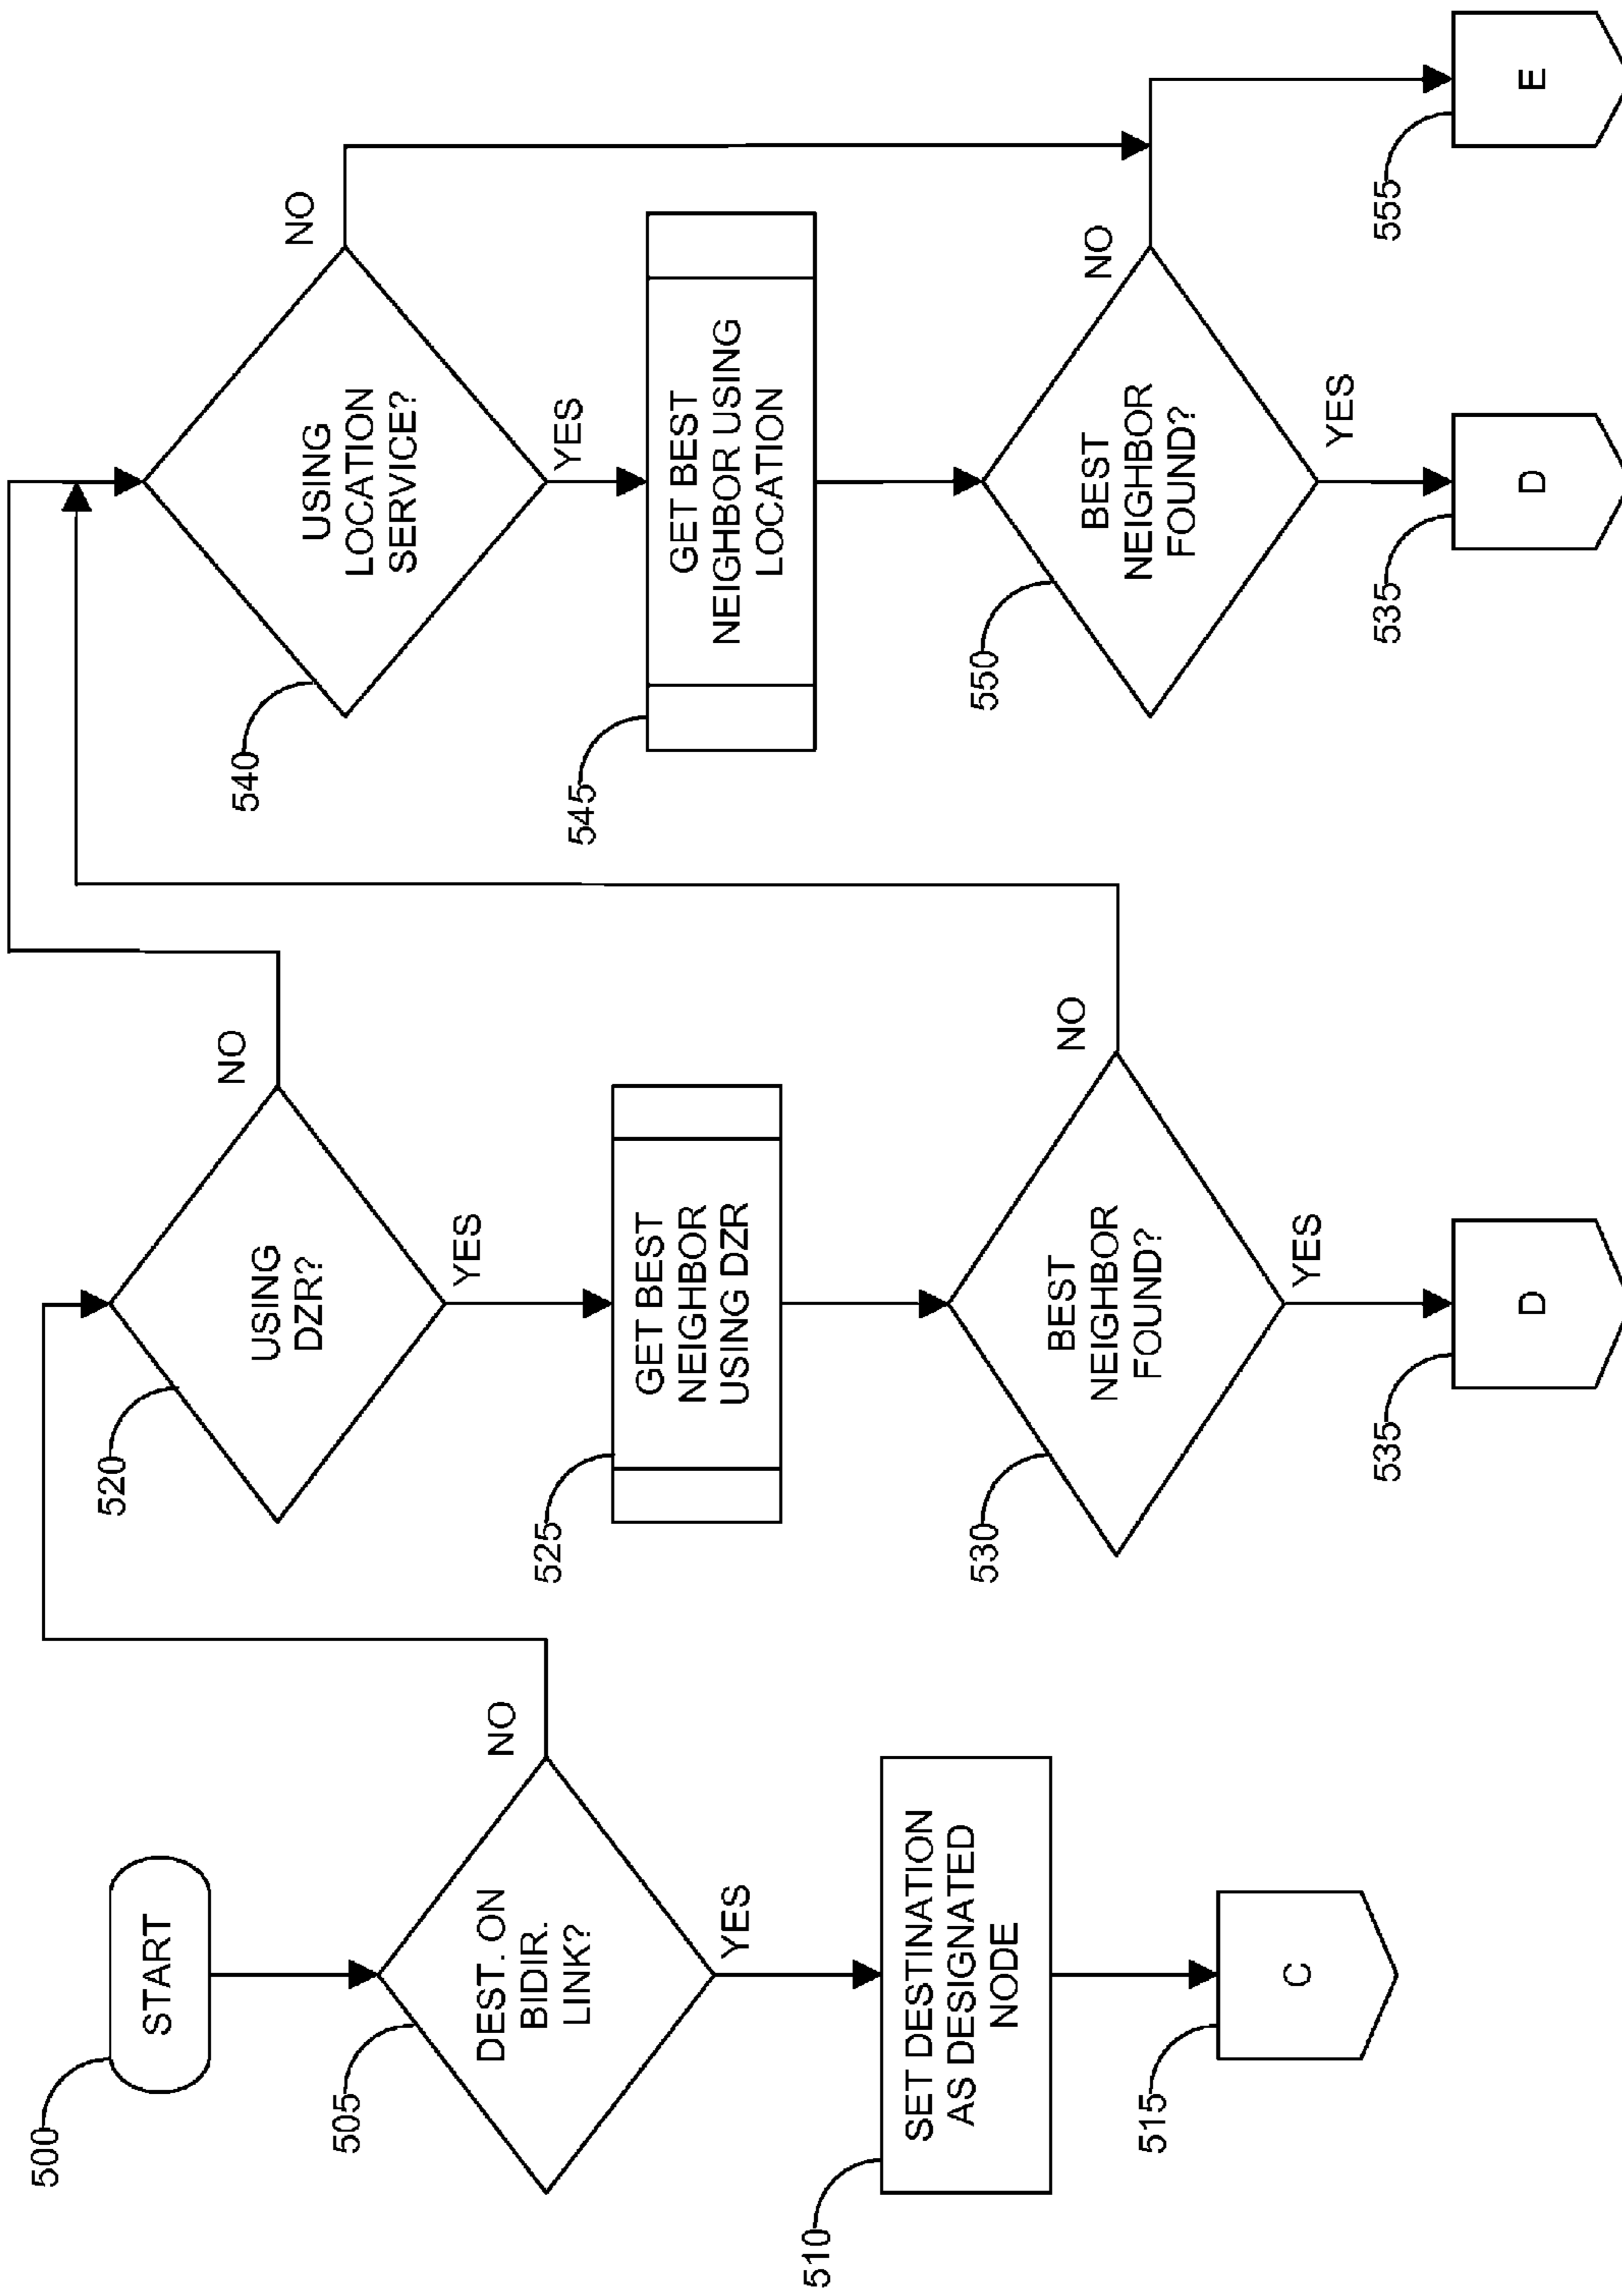 500
START
505
DEST. ON
BIDIR.
LINK?
NO
YES
510
SET DESTINATION
AS DESIGNATED
NODE
515
C
520
USING
DZR?
NO
YES
525
GET BEST
NEIGHBOR
USING DZR
530
BEST
NEIGHBOR
FOUND?
NO
YES
535
D
540
USING
LOCATION
SERVICE?
NO
YES
545
GET BEST
NEIGHBOR USING
LOCATION
550
BEST
NEIGHBOR
FOUND?
NO
YES
535
D
555
E